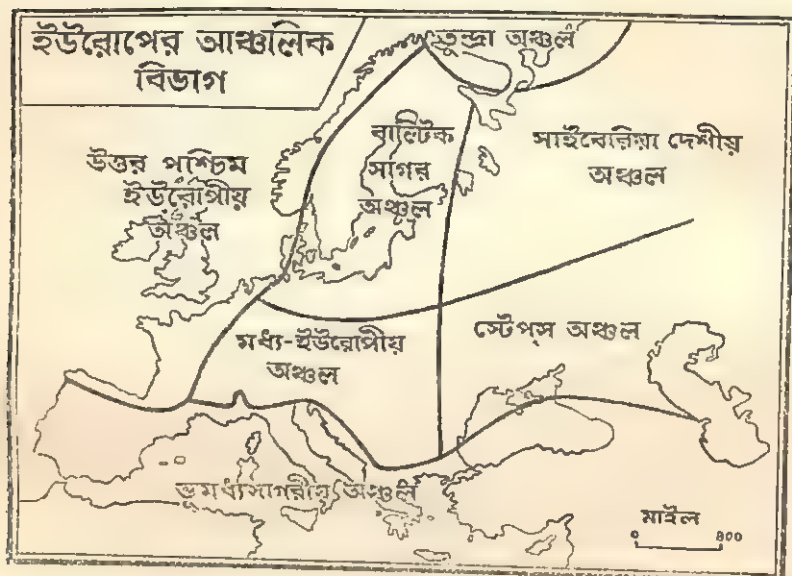 ইউরোপের আঞ্চলিক
বিভাগ
তুন্দ্রা অঞ্চল
বাল্টিক
সাগর
অঞ্চল
সাইবেরিয়া দেশীয়
অঞ্চল
উত্তর পশ্চিম
ইউরোপীয়
অঞ্চল
মধ্য-ইউরোপীয়
অঞ্চল
স্টেপ্‌স অঞ্চল
ভূমধ্যসাগরীয় অঞ্চল
মাইল
০ ৪০০